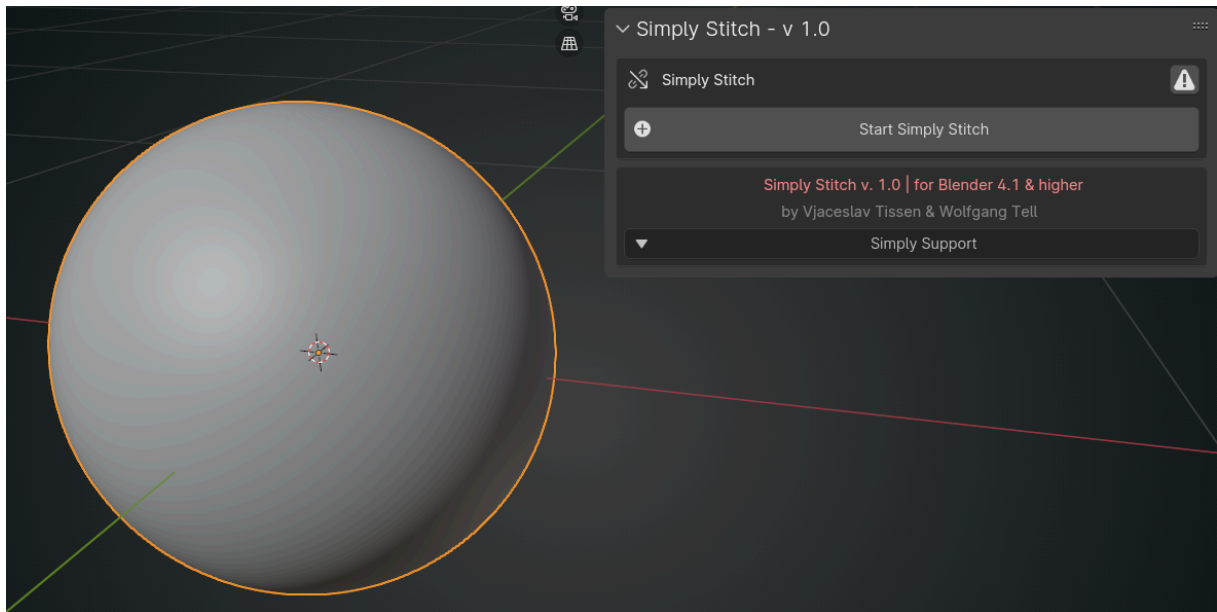 Simply Stitch - v 1.0
Simply Stitch
Start Simply Stitch
Simply Stitch v. 1.0 | for Blender 4.1 & higher
by Vjaceslav Tissen & Wolfgang Tell
Simply Support